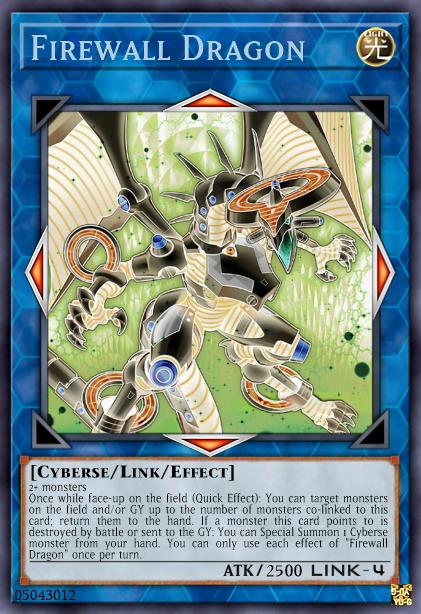 Firewall Dragon
LIGHT
光
[Cyberse/Link/Effect]
2+ monsters
Once while face-up on the field (Quick Effect): You can target monsters
on the field and/or GY up to the number of monsters co-linked to this
card; return them to the hand. If a monster this card points to is
destroyed by battle or sent to the GY: You can Special Summon 1 Cyberse
monster from your hand. You can only use each effect of "Firewall
Dragon" once per turn.
ATK/2500 LINK-4
05043012